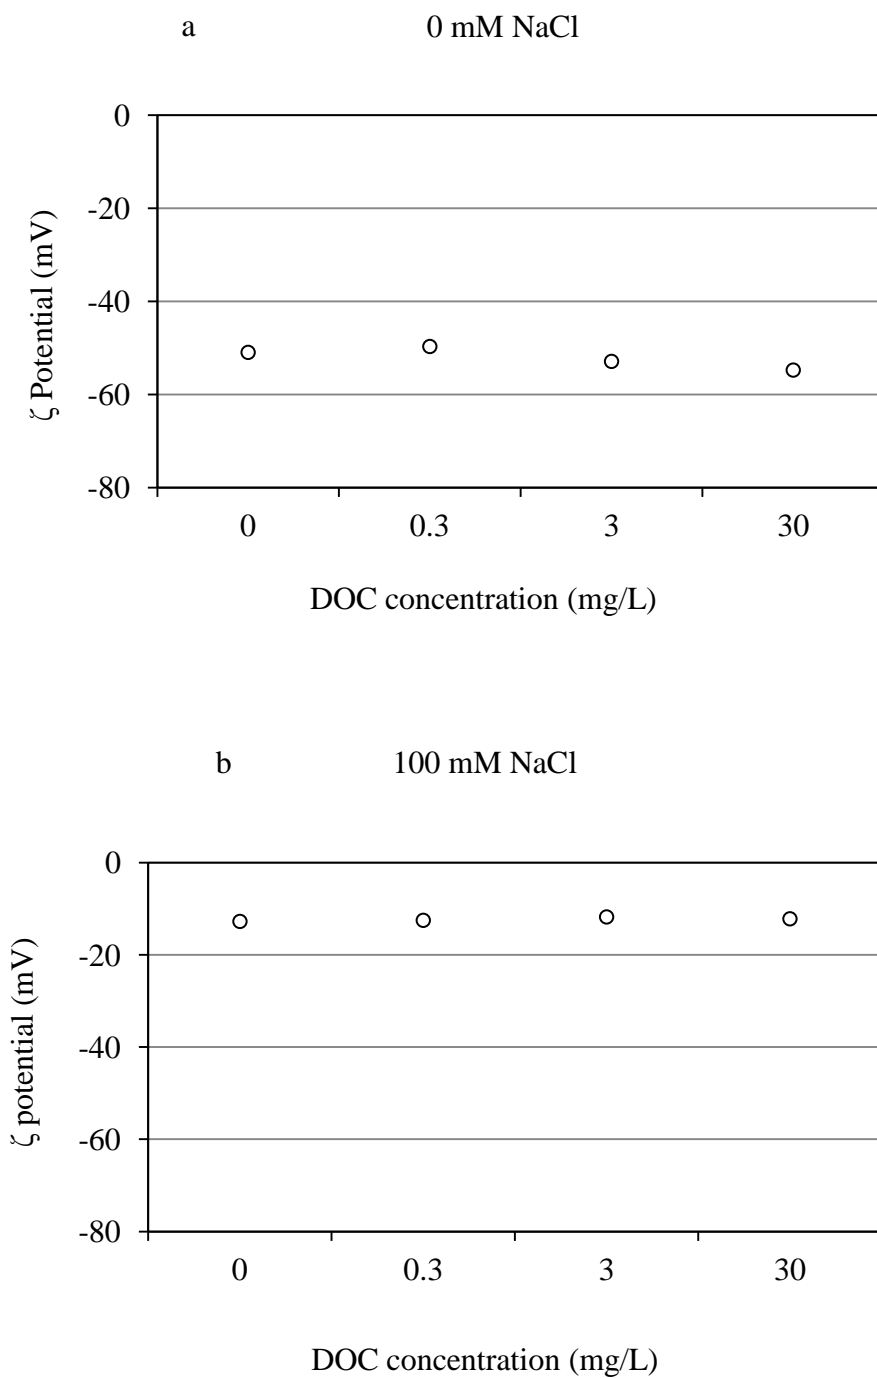 a 0 mM NaCl
0
-20
-40
-60
-80
ζ Potential (mV)
0 0.3 3 30
DOC concentration (mg/L)
b 100 mM NaCl
0
-20
-40
-60
-80
ζ potential (mV)
0 0.3 3 30
DOC concentration (mg/L)